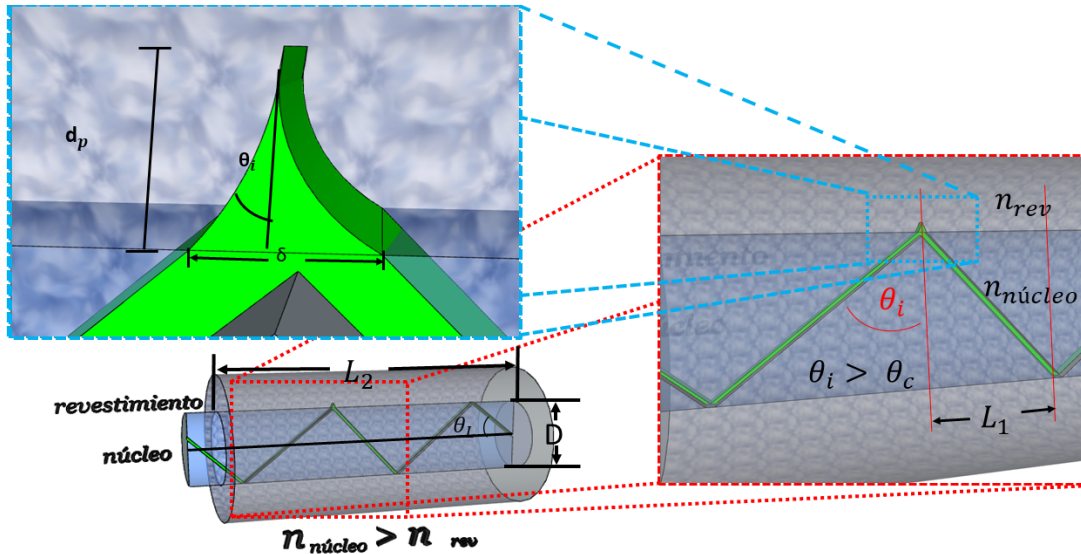 d_p
θ_i
δ
n_rev
n_núcleo
θ_i
θ_i > θ_c
L_1
L_2
revestimiento
θ_L
D
núcleo
n_núcleo > n_rev